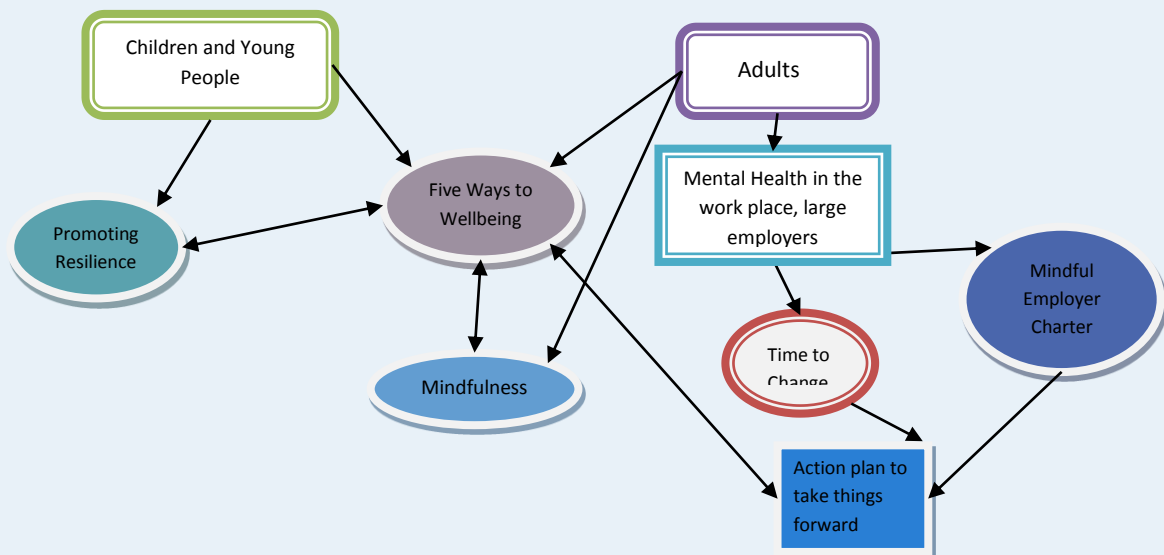 Children and Young
People
Adults
Five Ways to
Wellbeing
Mental Health in the
work place, large
employers
Promoting
Resilience
Mindful
Employer
Charter
Time to
Change
Mindfulness
Action plan to
take things
forward